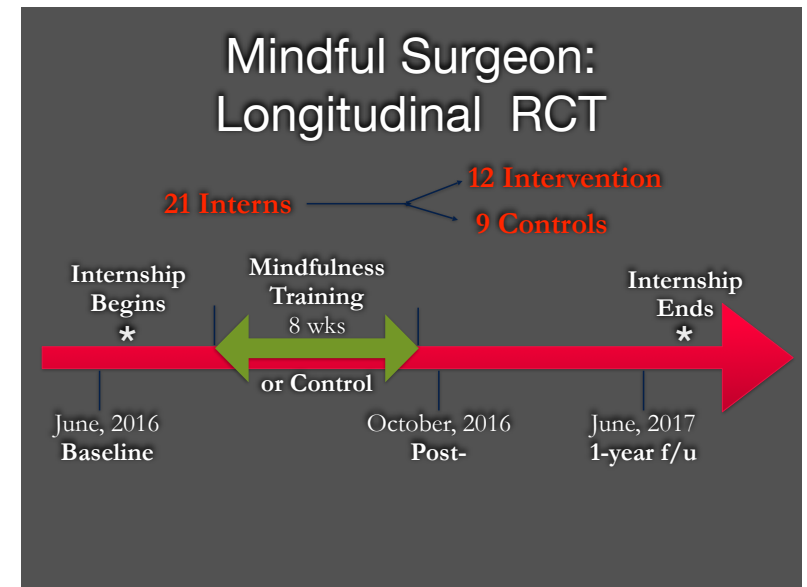 Mindful Surgeon:
Longitudinal RCT
12 Intervention
21 Interns
9 Controls
Internship
Begins
*
Mindfulness
Training
8 wks
or Control
Internship
Ends
*
June, 2016
Baseline
October, 2016
Post-
June, 2017
1-year f/u